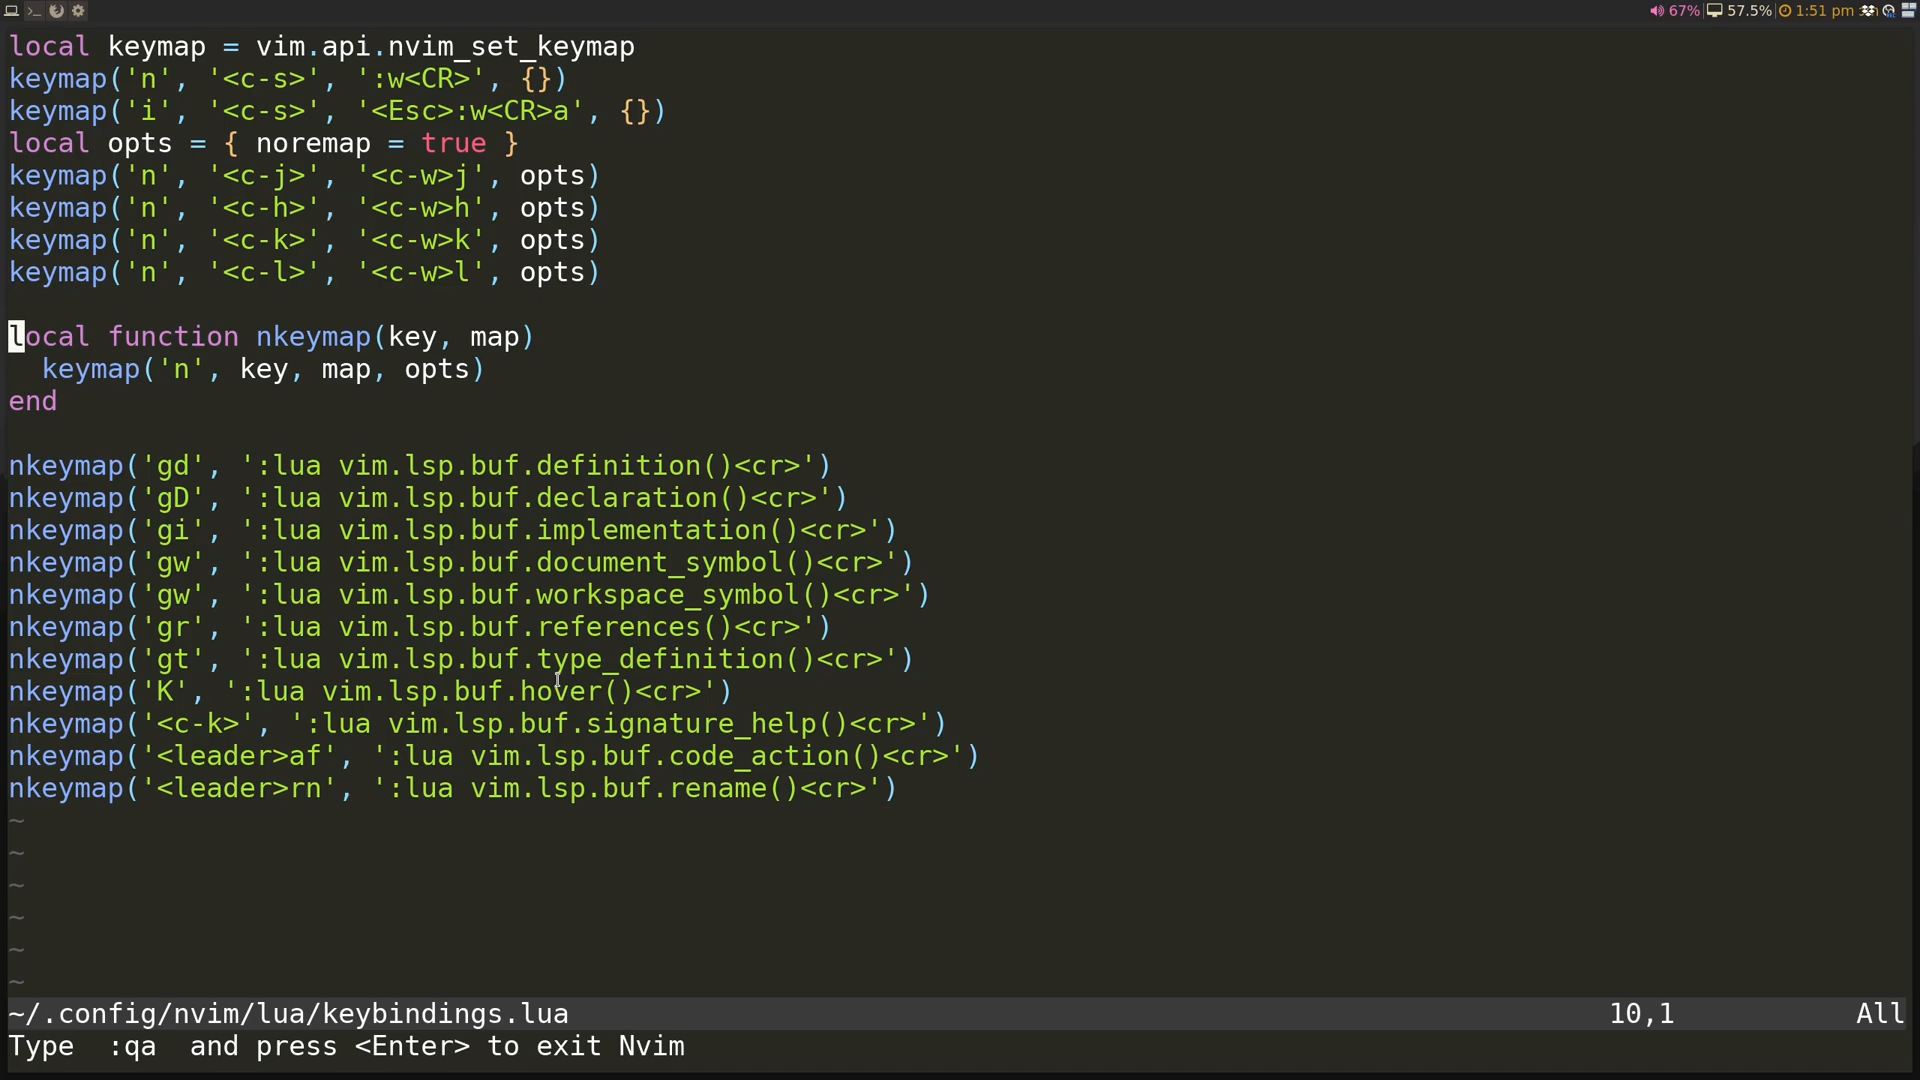 67% 57.5% 1:51 pm
local keymap = vim.api.nvim_set_keymap
keymap('n', '<c-s>', ':w<CR>', {})
keymap('i', '<c-s>', '<Esc>:w<CR>a', {})
local opts = { noremap = true }
keymap('n', '<c-j>', '<c-w>j', opts)
keymap('n', '<c-h>', '<c-w>h', opts)
keymap('n', '<c-k>', '<c-w>k', opts)
keymap('n', '<c-l>', '<c-w>l', opts)
local function nkeymap(key, map)
  keymap('n', key, map, opts)
end
nkeymap('gd', ':lua vim.lsp.buf.definition()<cr>')
nkeymap('gD', ':lua vim.lsp.buf.declaration()<cr>')
nkeymap('gi', ':lua vim.lsp.buf.implementation()<cr>')
nkeymap('gw', ':lua vim.lsp.buf.document_symbol()<cr>')
nkeymap('gw', ':lua vim.lsp.buf.workspace_symbol()<cr>')
nkeymap('gr', ':lua vim.lsp.buf.references()<cr>')
nkeymap('gt', ':lua vim.lsp.buf.type_definition()<cr>')
nkeymap('K', ':lua vim.lsp.buf.hover()<cr>')
nkeymap('<c-k>', ':lua vim.lsp.buf.signature_help()<cr>')
nkeymap('<leader>af', ':lua vim.lsp.buf.code_action()<cr>')
nkeymap('<leader>rn', ':lua vim.lsp.buf.rename()<cr>')
~
~
~
~
~
~
~/.config/nvim/lua/keybindings.lua 10,1 All
Type  :qa  and press <Enter> to exit Nvim